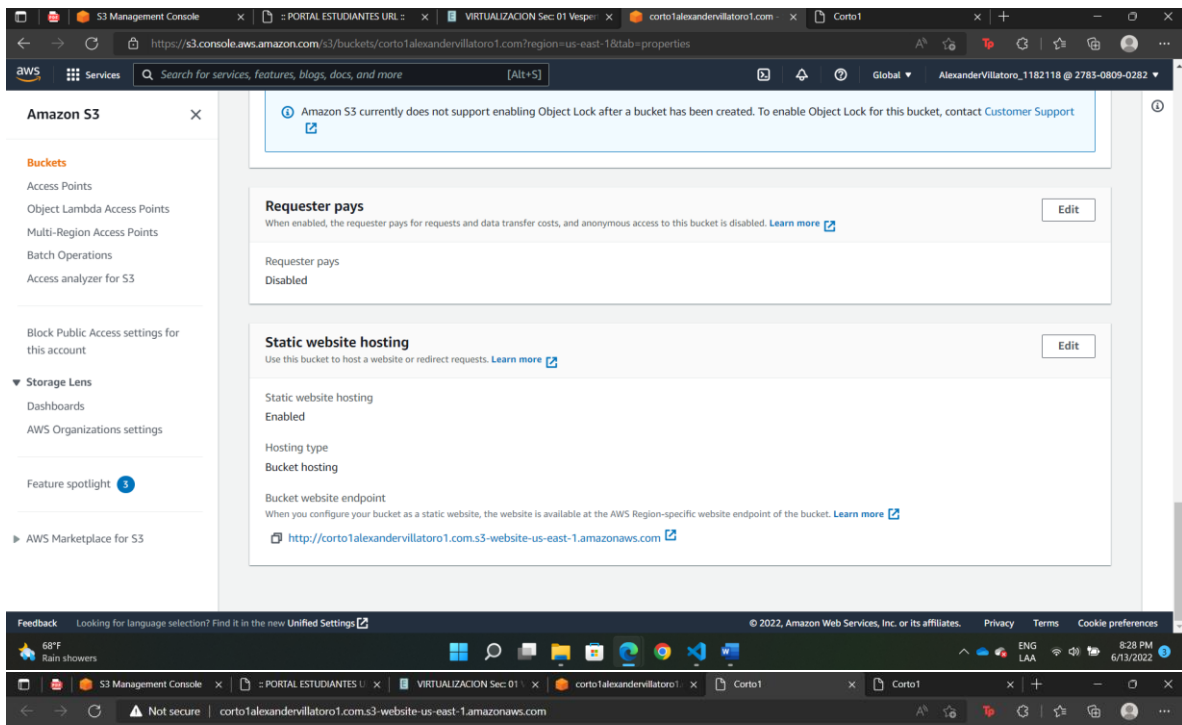 S3 Management Console
:: PORTAL ESTUDIANTES URL ::
VIRTUALIZACION Sec: 01 Vesper
corto1alexandervillatoro1.com -
Corto1
https://s3.console.aws.amazon.com/s3/buckets/corto1alexandervillatoro1.com?region=us-east-1&tab=properties
aws
Services
Search for services, features, blogs, docs, and more
[Alt+S]
Global
AlexanderVillatoro_1182118 @ 2783-0809-0282
Amazon S3
Buckets
Access Points
Object Lambda Access Points
Multi-Region Access Points
Batch Operations
Access analyzer for S3
Block Public Access settings for
this account
Storage Lens
Dashboards
AWS Organizations settings
Feature spotlight 3
AWS Marketplace for S3
Amazon S3 currently does not support enabling Object Lock after a bucket has been created. To enable Object Lock for this bucket, contact Customer Support
Requester pays
Edit
When enabled, the requester pays for requests and data transfer costs, and anonymous access to this bucket is disabled. Learn more
Requester pays
Disabled
Static website hosting
Edit
Use this bucket to host a website or redirect requests. Learn more
Static website hosting
Enabled
Hosting type
Bucket hosting
Bucket website endpoint
When you configure your bucket as a static website, the website is available at the AWS Region-specific website endpoint of the bucket. Learn more
http://corto1alexandervillatoro1.com.s3-website-us-east-1.amazonaws.com
Feedback
Looking for language selection? Find it in the new Unified Settings
© 2022, Amazon Web Services, Inc. or its affiliates.
Privacy
Terms
Cookie preferences
68°F
Rain showers
ENG
LAA
8:28 PM
6/13/2022
3
S3 Management Console
:: PORTAL ESTUDIANTES U
VIRTUALIZACION Sec: 01
corto1alexandervillatoro1.
Corto1
Corto1
Not secure
corto1alexandervillatoro1.com.s3-website-us-east-1.amazonaws.com